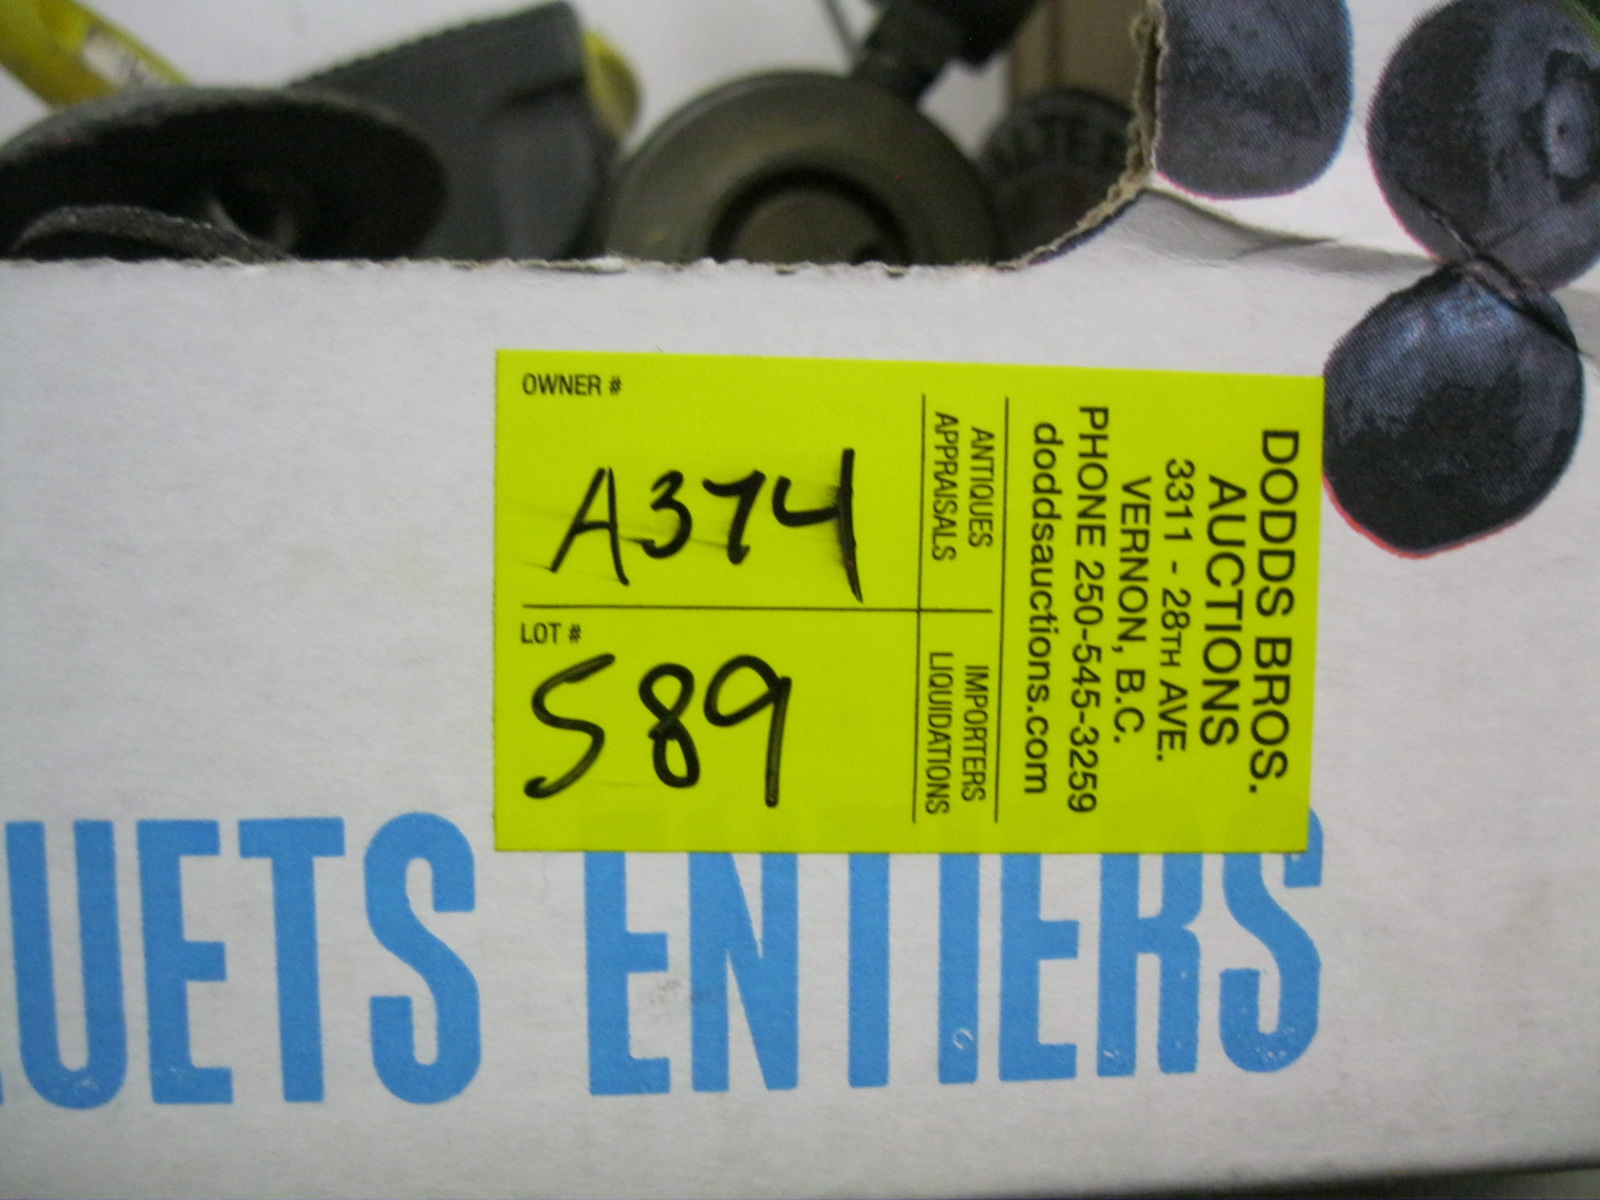 OWNER #
A374
LOT #
589
ANTIQUES
APPRAISALS
IMPORTERS
LIQUIDATIONS
DODDS BROS.
AUCTIONS
3311 - 28TH AVE.
VERNON, B.C.
PHONE 250-545-3259
doddsauctions.com
UETS ENTIERS